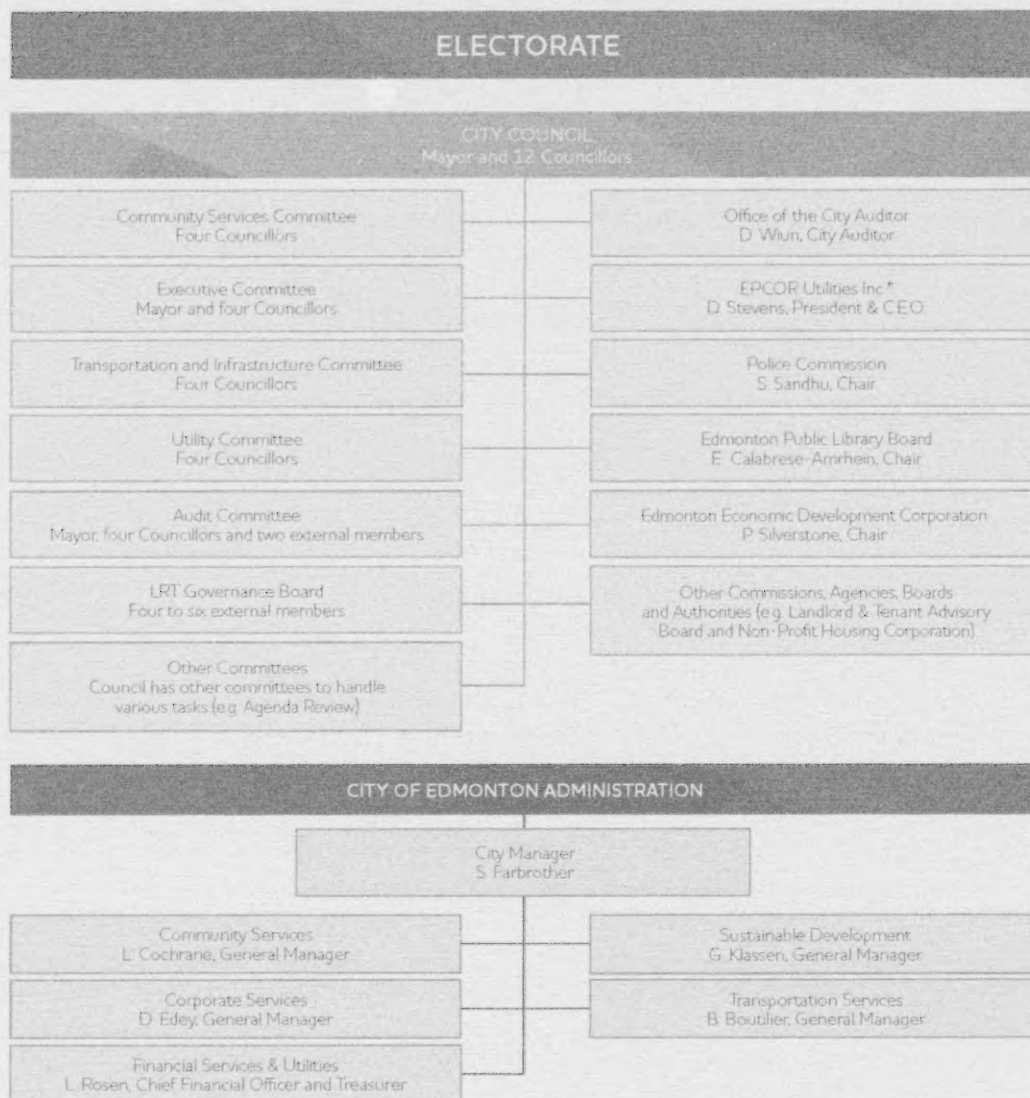 ELECTORATE
CITY COUNCIL
Mayor and 12 Councillors
Community Services Committee
Four Councillors
Executive Committee
Mayor and four Councillors
Transportation and Infrastructure Committee
Four Councillors
Utility Committee
Four Councillors
Audit Committee
Mayor, four Councillors and two external members
LRT Governance Board
Four to six external members
Other Committees
Council has other committees to handle
various tasks (e.g. Agenda Review)
Office of the City Auditor
D. Wiun, City Auditor
EPCOR Utilities Inc.*
D. Stevens, President & CEO
Police Commission
S. Sandhu, Chair
Edmonton Public Library Board
E. Calabrese-Amrhein, Chair
Edmonton Economic Development Corporation
P. Silverstone, Chair
Other Commissions, Agencies, Boards
and Authorities (e.g. Landlord & Tenant Advisory
Board and Non-Profit Housing Corporation)
CITY OF EDMONTON ADMINISTRATION
City Manager
S. Farbrother
Community Services
L. Cochrane, General Manager
Corporate Services
D. Edey, General Manager
Financial Services & Utilities
L. Rosen, Chief Financial Officer and Treasurer
Sustainable Development
G. Klassen, General Manager
Transportation Services
B. Boutilier, General Manager